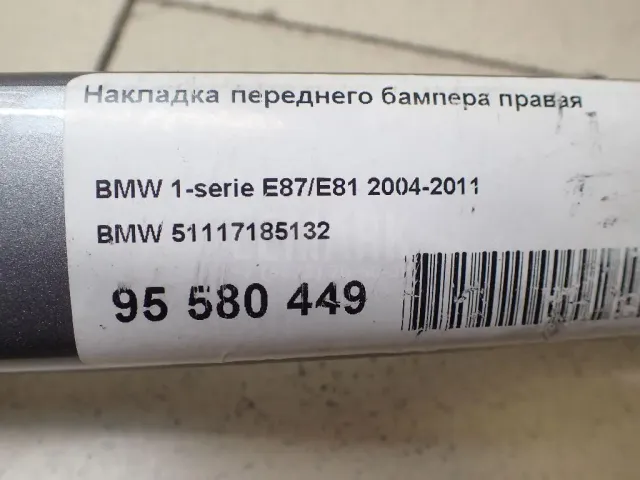 Накладка переднего бампера правая
BMW 1-serie E87/E81 2004-2011
BMW 51117185132
95 580 449